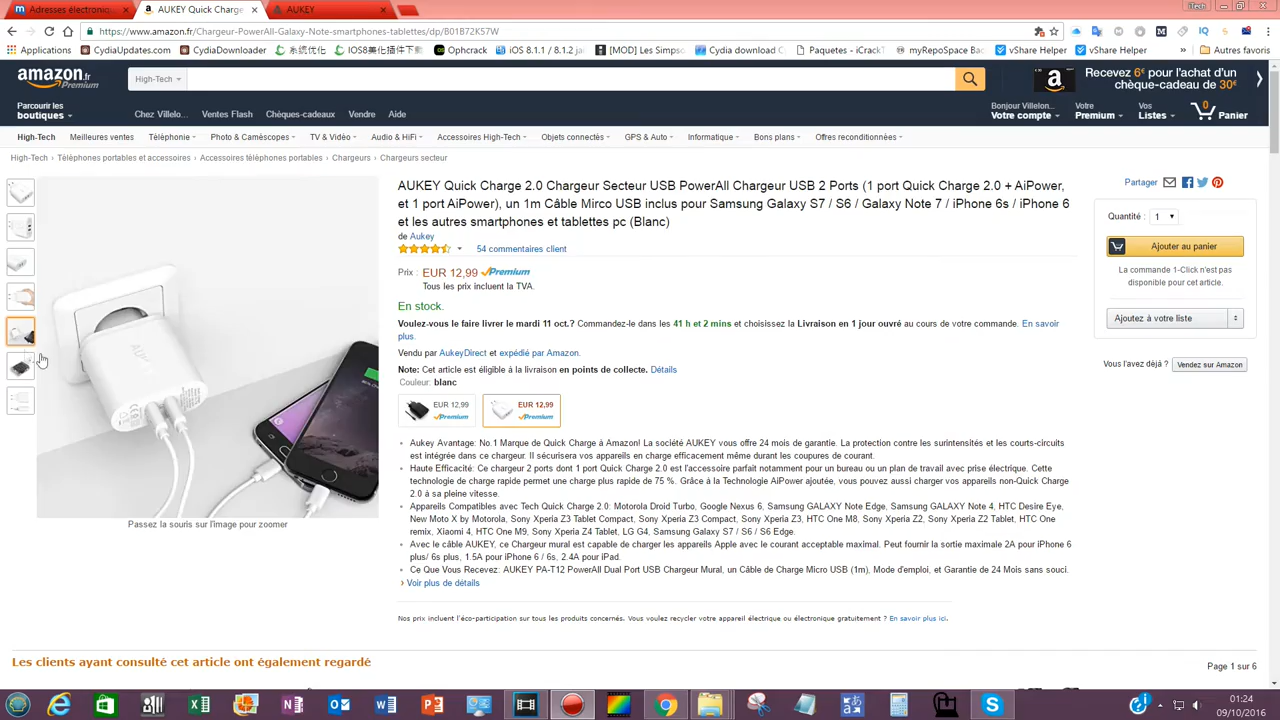 Adresses électroniq
AUKEY Quick Charge
AUKEY
iTech
https://www.amazon.fr/Chargeur-PowerAll-Galaxy-Note-smartphones-tablettes/dp/B01B72K57W
Applications
CydiaUpdates.com
CydiaDownloader
系统优化
IOS8美化插件下
Ophcrack
iOS 8.1.1 / 8.1.2 jai
[MOD] Les Simpso
Cydia download C
Paquetes - iCrackT
myRepoSpace Ba
vShare Helper
vShare Helper
»
Autres favoris
amazon.fr
Premium
High-Tech
Recevez 6€ pour l'achat d'un
chèque-cadeau de 30€
Parcourir les
boutiques
Chez Villelo...
Ventes Flash
Chèques-cadeaux
Vendre
Aide
Bonjour Villelon...
Votre compte
Votre
Premium
Vos
Listes
0
Panier
High-Tech
Meilleures ventes
Téléphonie
Photo & Caméscopes
TV & Vidéo
Audio & HiFi
Accessoires High-Tech
Objets connectés
GPS & Auto
Informatique
Bons plans
Offres reconditionnées
High-Tech › Téléphones portables et accessoires › Accessoires téléphones portables › Chargeurs › Chargeurs secteur
AUKEY Quick Charge 2.0 Chargeur Secteur USB PowerAll Chargeur USB 2 Ports (1 port Quick Charge 2.0 + AiPower,
et 1 port AiPower), un 1m Câble Mirco USB inclus pour Samsung Galaxy S7 / S6 / Galaxy Note 7 / iPhone 6s / iPhone 6
et les autres smartphones et tablettes pc (Blanc)
de Aukey
54 commentaires client
Prix : EUR 12,99 Premium
Tous les prix incluent la TVA.
En stock.
Voulez-vous le faire livrer le mardi 11 oct.? Commandez-le dans les 41 h et 2 mins et choisissez la Livraison en 1 jour ouvré au cours de votre commande. En savoir
plus.
Vendu par AukeyDirect et expédié par Amazon.
Note: Cet article est éligible à la livraison en points de collecte. Détails
Couleur: blanc
EUR 12,99
Premium
EUR 12,99
Premium
• Aukey Avantage: No.1 Marque de Quick Charge à Amazon! La société AUKEY vous offre 24 mois de garantie. La protection contre les surintensités et les courts-circuits
est intégrée dans ce chargeur. Il sécurisera vos appareils en charge efficacement même durant les coupures de courant.
• Haute Efficacité: Ce chargeur 2 ports dont 1 port Quick Charge 2.0 est l'accessoire parfait notamment pour un bureau ou un plan de travail avec prise électrique. Cette
technologie de charge rapide permet une charge plus rapide de 75 %. Grâce à la Technologie AiPower ajoutée, vous pouvez aussi charger vos appareils non-Quick Charge
2.0 à sa pleine vitesse.
• Appareils Compatibles avec Tech Quick Charge 2.0: Motorola Droid Turbo, Google Nexus 6, Samsung GALAXY Note Edge, Samsung GALAXY Note 4, HTC Desire Eye,
New Moto X by Motorola, Sony Xperia Z3 Tablet Compact, Sony Xperia Z3 Compact, Sony Xperia Z3, HTC One M8, Sony Xperia Z2, Sony Xperia Z2 Tablet, HTC One
remix, Xiaomi 4, HTC One M9, Sony Xperia Z4 Tablet, LG G4, Samsung Galaxy S7 / S6 / S6 Edge.
• Avec le câble AUKEY, ce Chargeur mural est capable de charger les appareils Apple avec le courant acceptable maximal. Peut fournir la sortie maximale 2A pour iPhone 6
plus/ 6s plus, 1.5A pour iPhone 6 / 6s, 2.4A pour iPad.
• Ce Que Vous Recevez: AUKEY PA-T12 PowerAll Dual Port USB Chargeur Mural, un Câble de Charge Micro USB (1m), Mode d'emploi, et Garantie de 24 Mois sans souci.
› Voir plus de détails
Passez la souris sur l'image pour zoomer
Nos prix incluent l'éco-participation sur tous les produits concernés. Vous voulez recycler votre appareil électrique ou électronique gratuitement ? En savoir plus ici.
Partager
Quantité : 1
Ajouter au panier
La commande 1-Click n'est pas
disponible pour cet article.
Ajoutez à votre liste
Vous l'avez déjà ? Vendez sur Amazon
Les clients ayant consulté cet article ont également regardé
Page 1 sur 6
01:24
09/10/2016